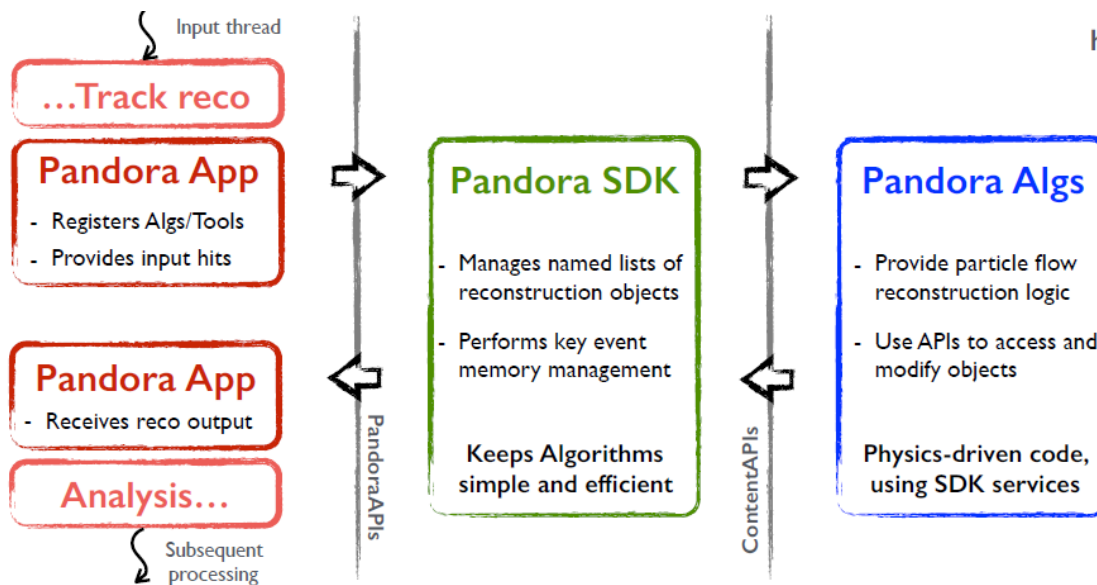 Input thread
…Track reco
Pandora App
- Registers Algs/Tools
- Provides input hits
Pandora App
- Receives reco output
Analysis…
Subsequent
processing
PandoraAPIs
Pandora SDK
- Manages named lists of
reconstruction objects
- Performs key event
memory management
Keeps Algorithms
simple and efficient
ContentAPIs
Pandora Algs
- Provide particle flow
reconstruction logic
- Use APIs to access and
modify objects
Physics-driven code,
using SDK services